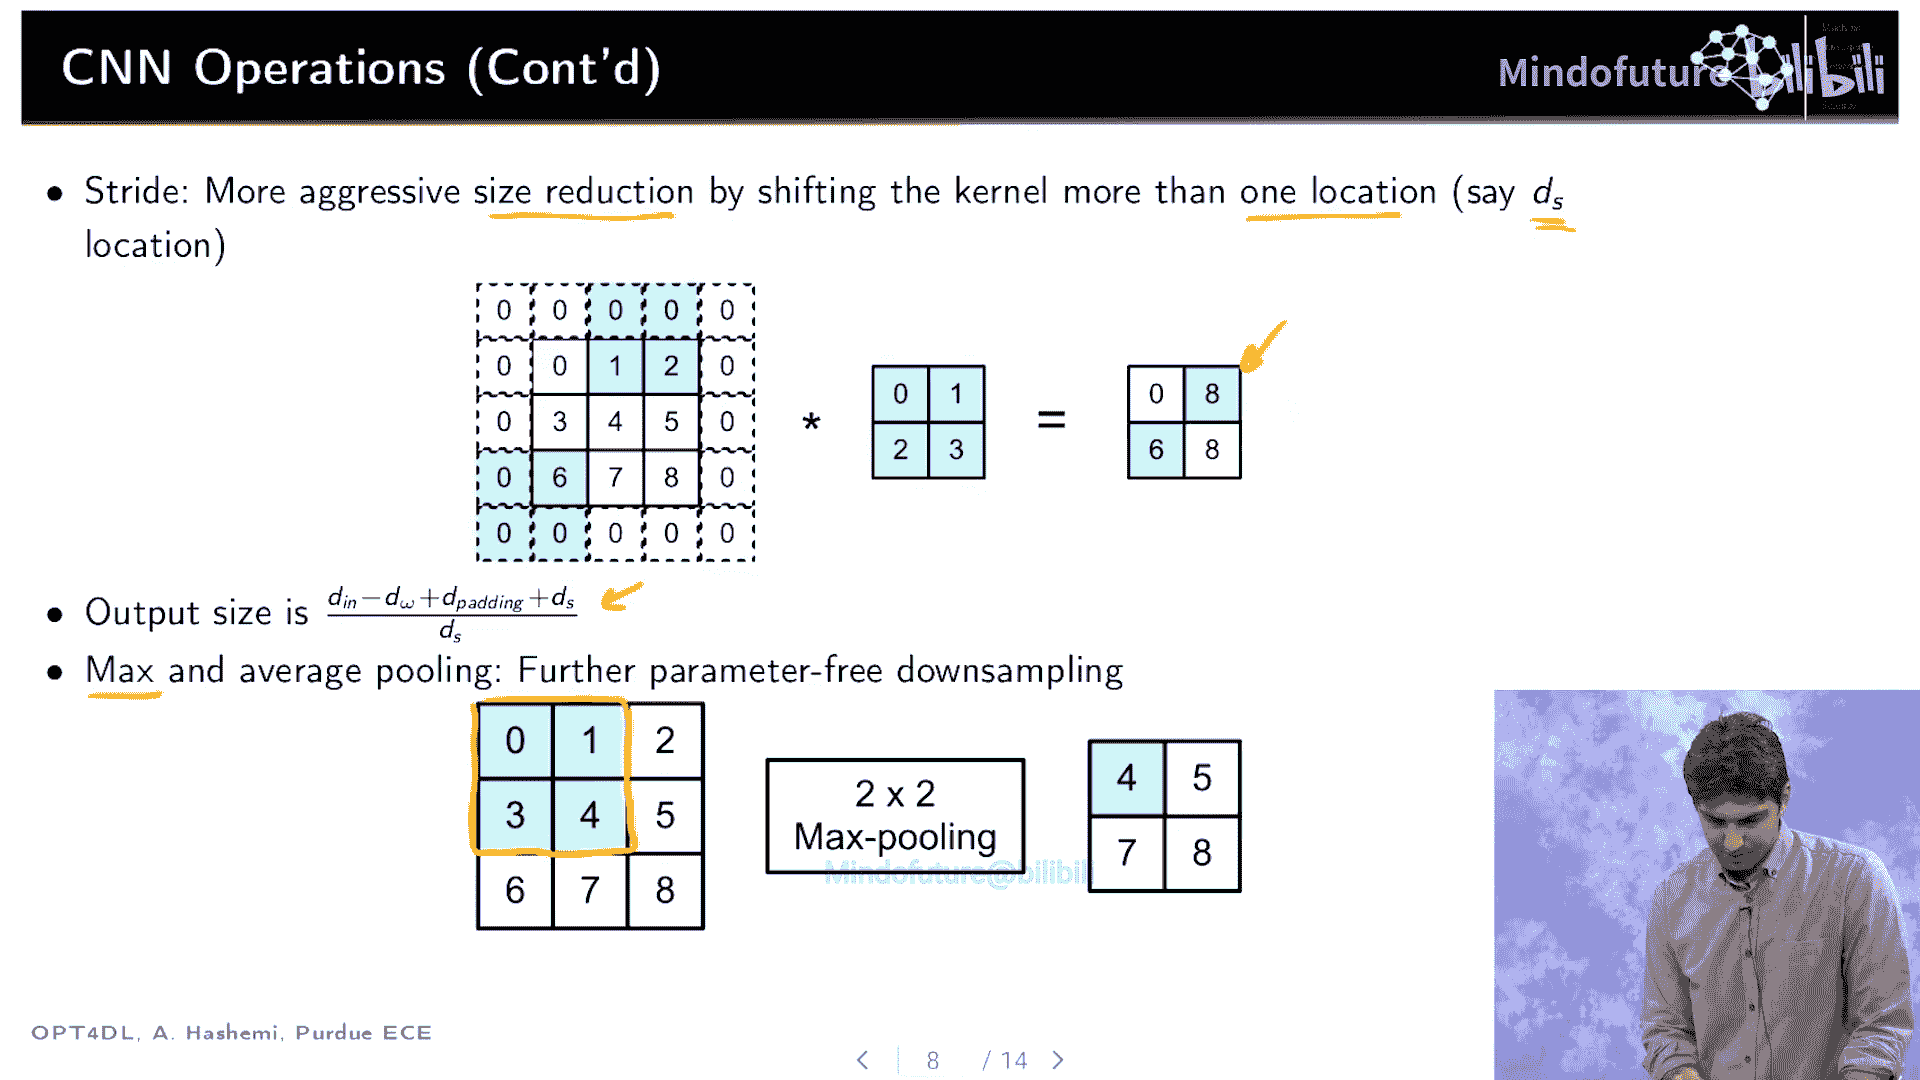 CNN Operations (Cont'd)
Mindofuture bilibili
• Stride: More aggressive size reduction by shifting the kernel more than one location (say d_s
location)
0 0 0 0 0
0 0 1 2 0
0 3 4 5 0
0 6 7 8 0
0 0 0 0 0
*
0 1
2 3
=
0 8
6 8
• Output size is (d_in − d_ω + d_padding + d_s) / d_s
• Max and average pooling: Further parameter-free downsampling
0 1 2
3 4 5
6 7 8
2 x 2
Max-pooling
4 5
7 8
Mindofuture@bilibili
OPT4DL, A. Hashemi, Purdue ECE
8 / 14